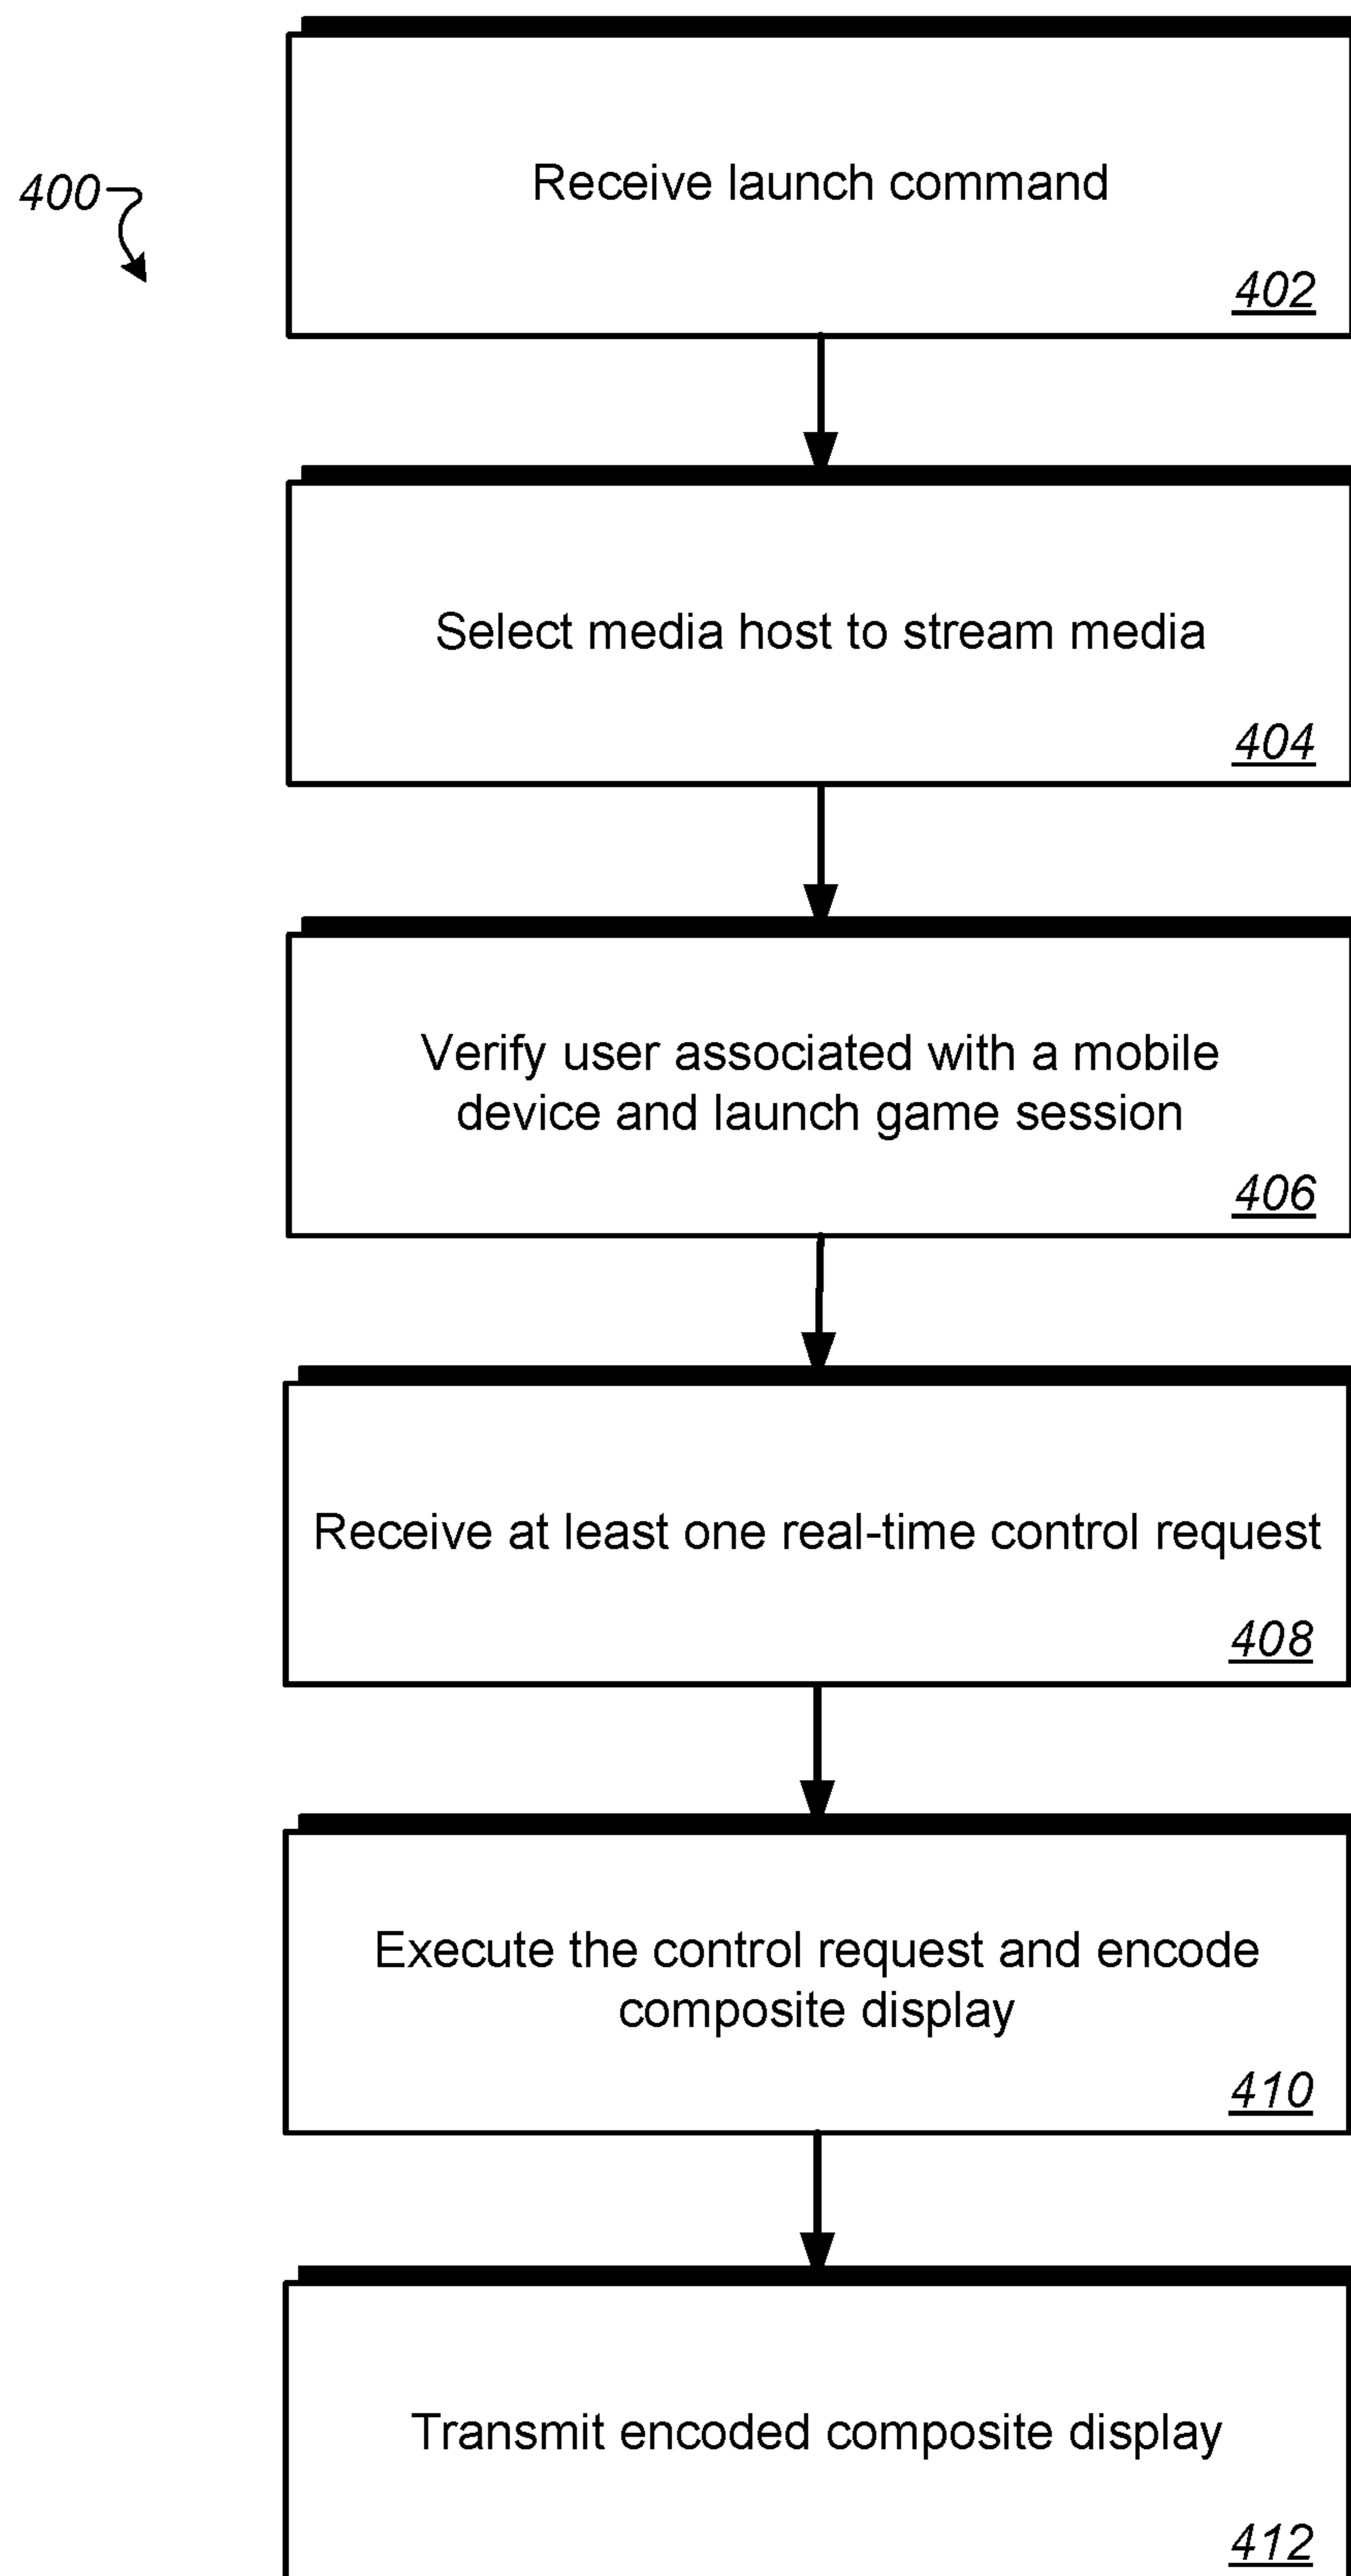 400
Receive launch command
402
Select media host to stream media
404
Verify user associated with a mobile
device and launch game session
406
Receive at least one real-time control request
408
Execute the control request and encode
composite display
410
Transmit encoded composite display
412